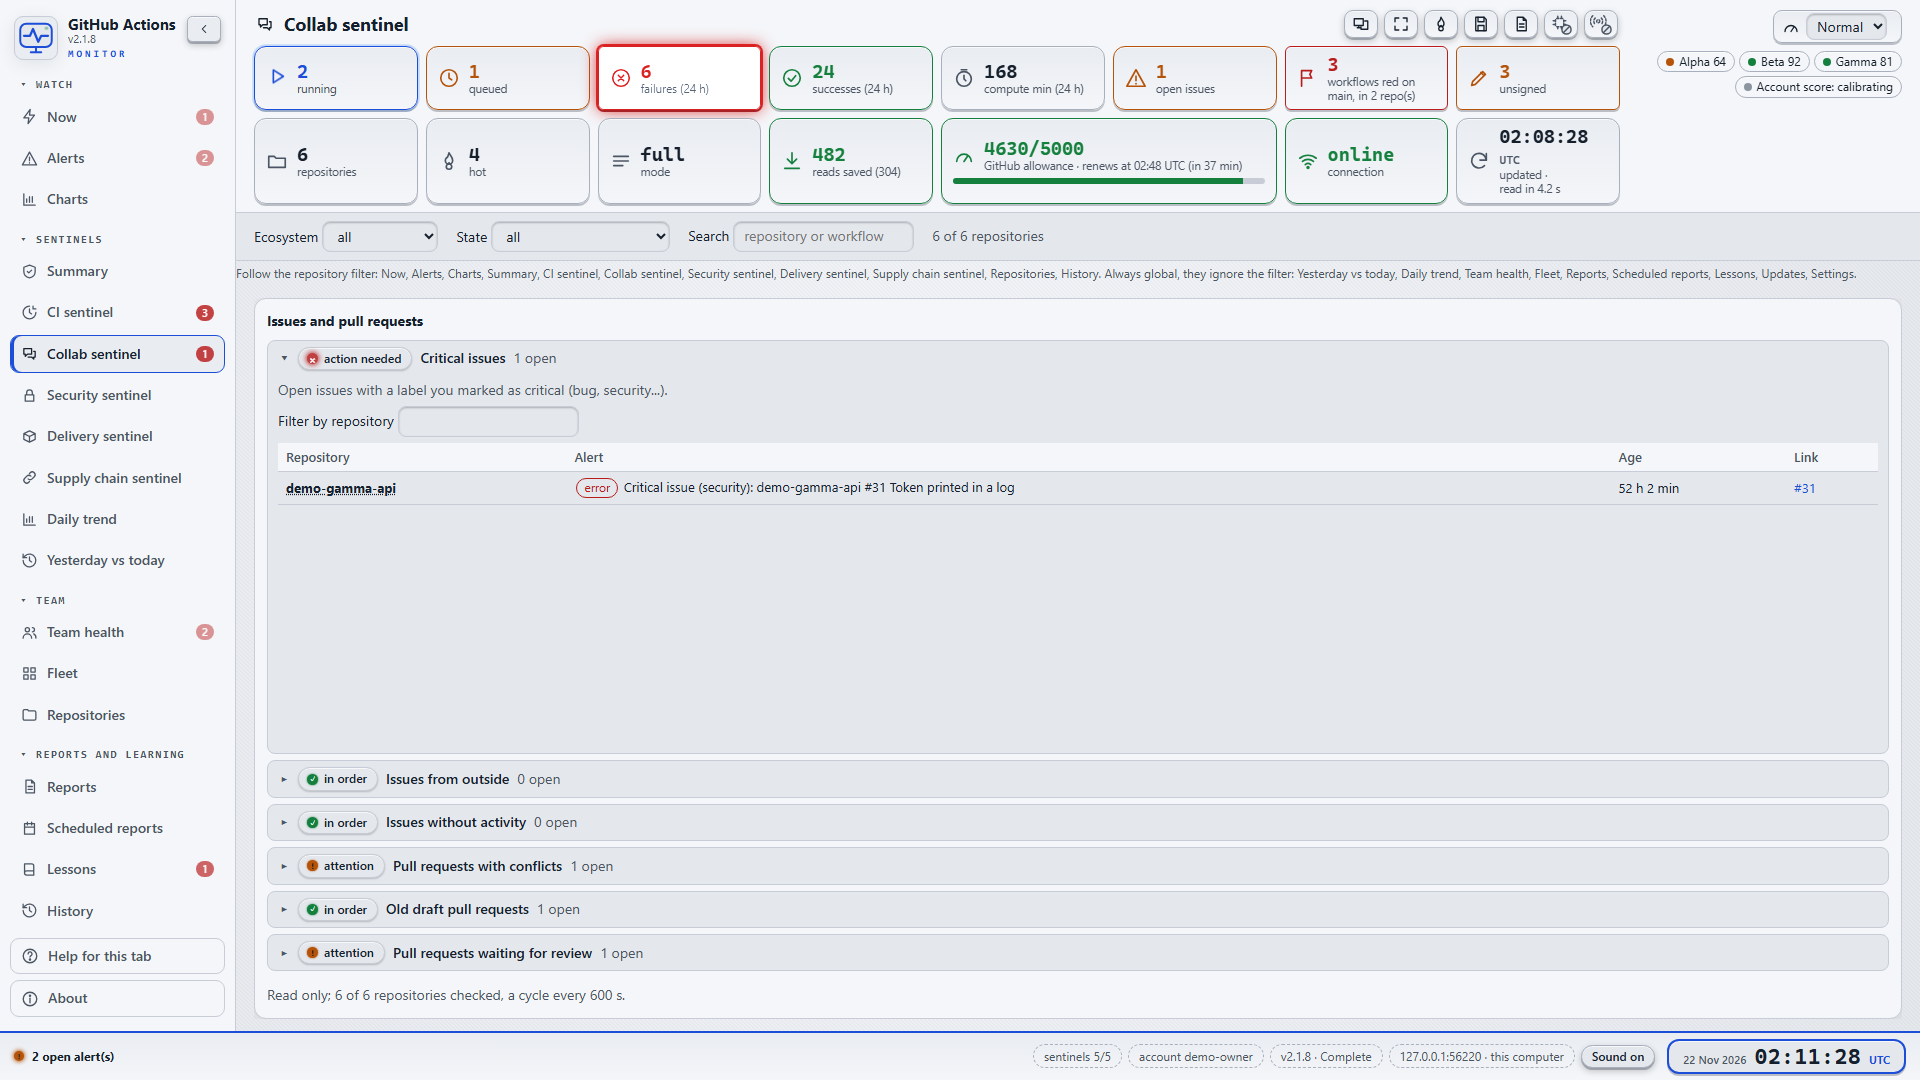 GitHub Actions
v2.1.8
MONITOR
WATCH
Now 1
Alerts 2
Charts
SENTINELS
Summary
CI sentinel 3
Collab sentinel 1
Security sentinel
Delivery sentinel
Supply chain sentinel
Daily trend
Yesterday vs today
TEAM
Team health 2
Fleet
Repositories
REPORTS AND LEARNING
Reports
Scheduled reports
Lessons 1
History
Help for this tab
About
Collab sentinel
Normal
2
running
1
queued
6
failures (24 h)
24
successes (24 h)
168
compute min (24 h)
1
open issues
3
workflows red on
main, in 2 repo(s)
3
unsigned
Alpha 64
Beta 92
Gamma 81
Account score: calibrating
6
repositories
4
hot
full
mode
482
reads saved (304)
4630/5000
GitHub allowance · renews at 02:48 UTC (in 37 min)
online
connection
02:08:28
UTC
updated ·
read in 4.2 s
Ecosystem all State all Search repository or workflow 6 of 6 repositories
Follow the repository filter: Now, Alerts, Charts, Summary, CI sentinel, Collab sentinel, Security sentinel, Delivery sentinel, Supply chain sentinel, Repositories, History. Always global, they ignore the filter: Yesterday vs today, Daily trend, Team health, Fleet, Reports, Scheduled reports, Lessons, Updates, Settings.
Issues and pull requests
action needed Critical issues 1 open
Open issues with a label you marked as critical (bug, security...).
Filter by repository
Repository Alert Age Link
demo-gamma-api error Critical issue (security): demo-gamma-api #31 Token printed in a log 52 h 2 min #31
in order Issues from outside 0 open
in order Issues without activity 0 open
attention Pull requests with conflicts 1 open
in order Old draft pull requests 1 open
attention Pull requests waiting for review 1 open
Read only; 6 of 6 repositories checked, a cycle every 600 s.
2 open alert(s)
sentinels 5/5
account demo-owner
v2.1.8 · Complete
127.0.0.1:56220 · this computer
Sound on
22 Nov 2026 02:11:28 UTC